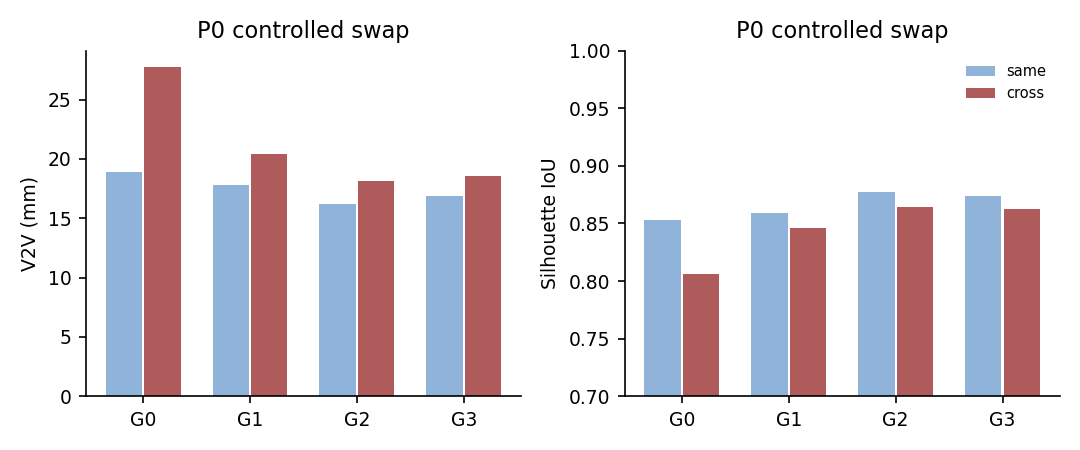 P0 controlled swap
V2V (mm)
25
20
15
10
5
0
G0 G1 G2 G3
P0 controlled swap
same
cross
Silhouette IoU
1.00
0.95
0.90
0.85
0.80
0.75
0.70
G0 G1 G2 G3